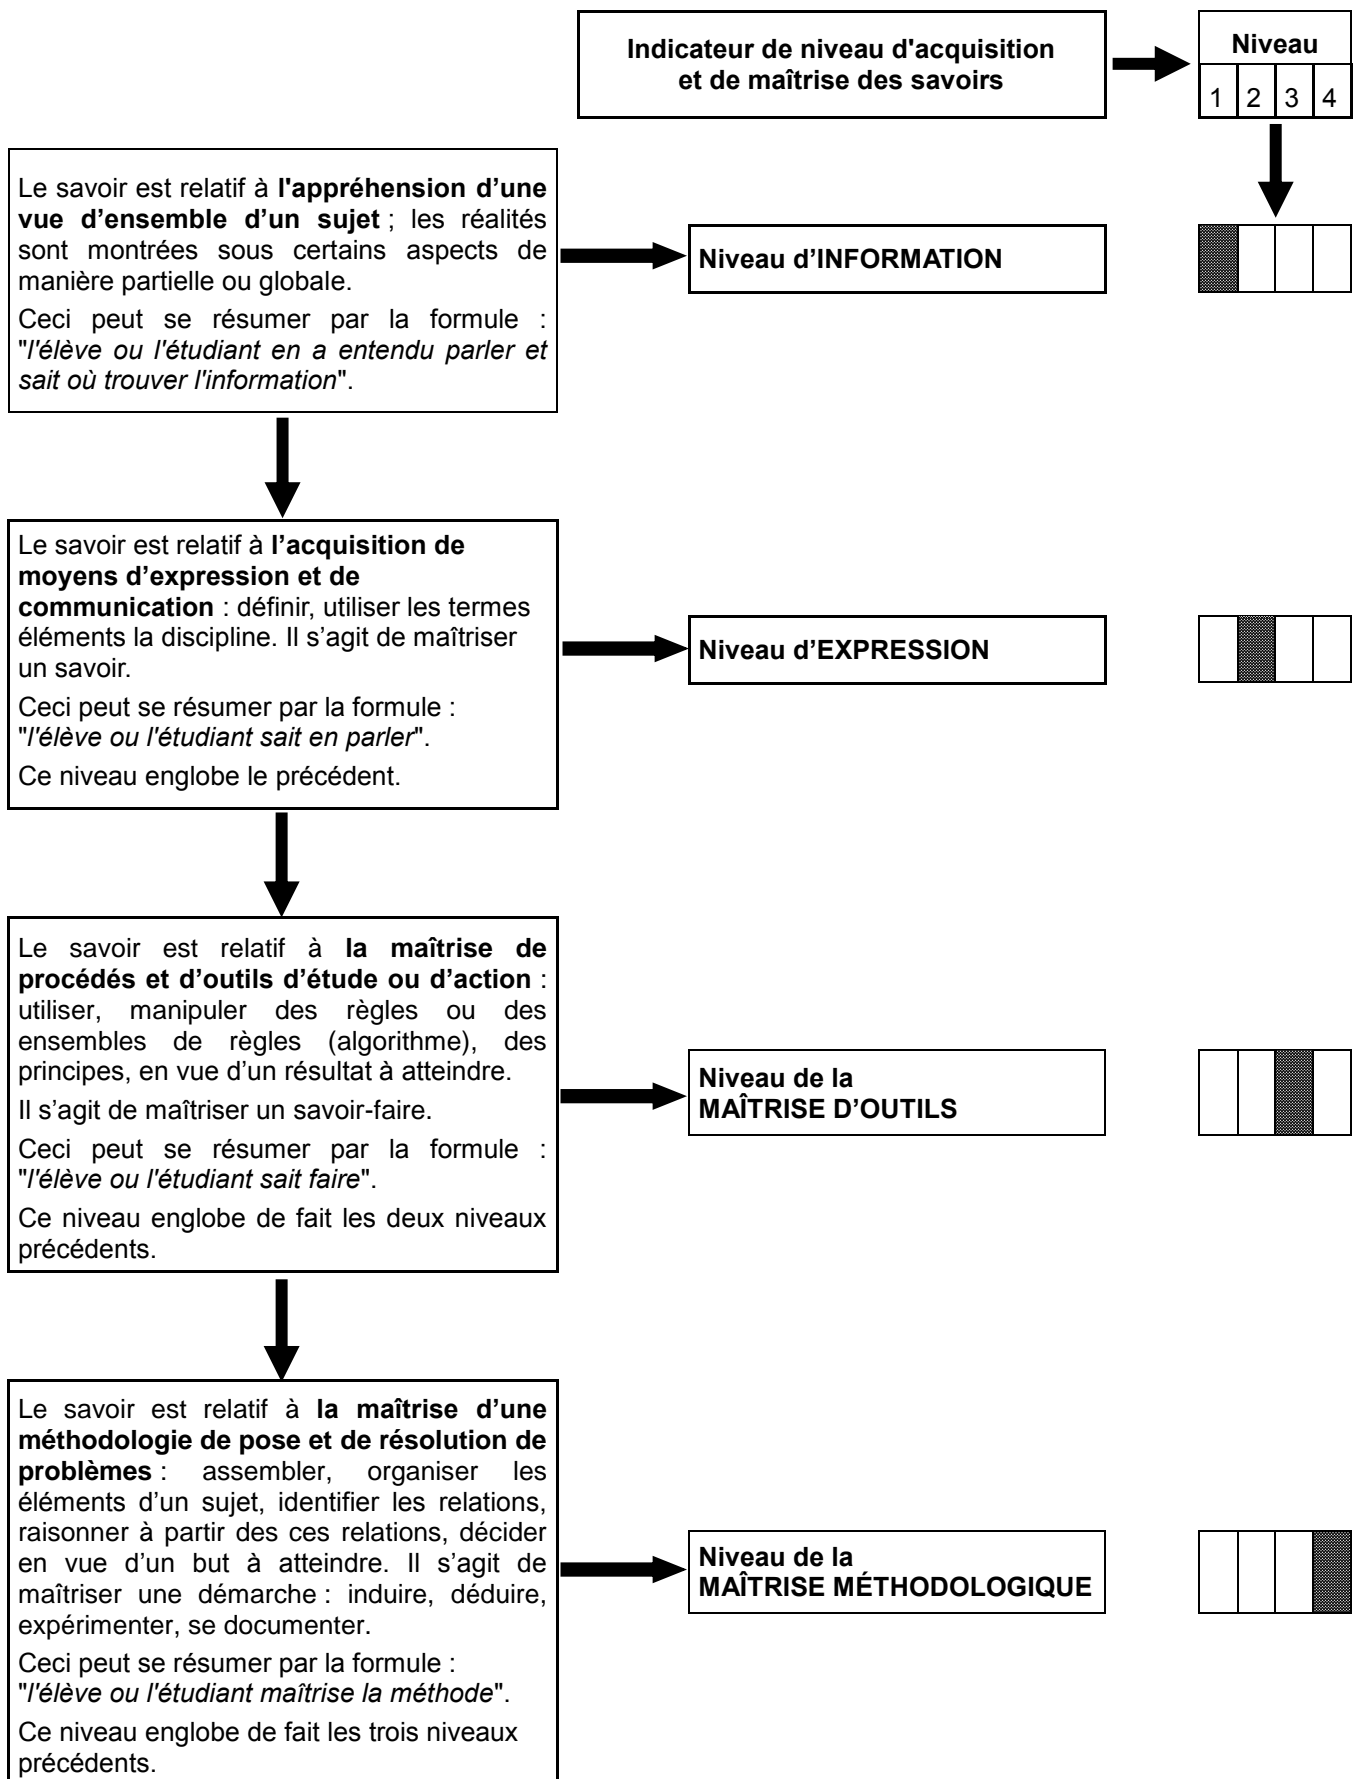 Indicateur de niveau d'acquisition
et de maîtrise des savoirs
Niveau
1 2 3 4
Le savoir est relatif à l'appréhension d’une
vue d’ensemble d’un sujet ; les réalités
sont montrées sous certains aspects de
manière partielle ou globale.
Ceci peut se résumer par la formule :
"l'élève ou l'étudiant en a entendu parler et
sait où trouver l'information".
Niveau d’INFORMATION
Le savoir est relatif à l’acquisition de
moyens d’expression et de
communication : définir, utiliser les termes
éléments la discipline. Il s’agit de maîtriser
un savoir.
Ceci peut se résumer par la formule :
"l'élève ou l'étudiant sait en parler".
Ce niveau englobe le précédent.
Niveau d’EXPRESSION
Le savoir est relatif à la maîtrise de
procédés et d’outils d’étude ou d’action :
utiliser, manipuler des règles ou des
ensembles de règles (algorithme), des
principes, en vue d’un résultat à atteindre.
Il s’agit de maîtriser un savoir-faire.
Ceci peut se résumer par la formule :
"l'élève ou l'étudiant sait faire".
Ce niveau englobe de fait les deux niveaux
précédents.
Niveau de la
MAÎTRISE D’OUTILS
Le savoir est relatif à la maîtrise d’une
méthodologie de pose et de résolution de
problèmes : assembler, organiser les
éléments d’un sujet, identifier les relations,
raisonner à partir des ces relations, décider
en vue d’un but à atteindre. Il s’agit de
maîtriser une démarche : induire, déduire,
expérimenter, se documenter.
Ceci peut se résumer par la formule :
"l'élève ou l'étudiant maîtrise la méthode".
Ce niveau englobe de fait les trois niveaux
précédents.
Niveau de la
MAÎTRISE MÉTHODOLOGIQUE